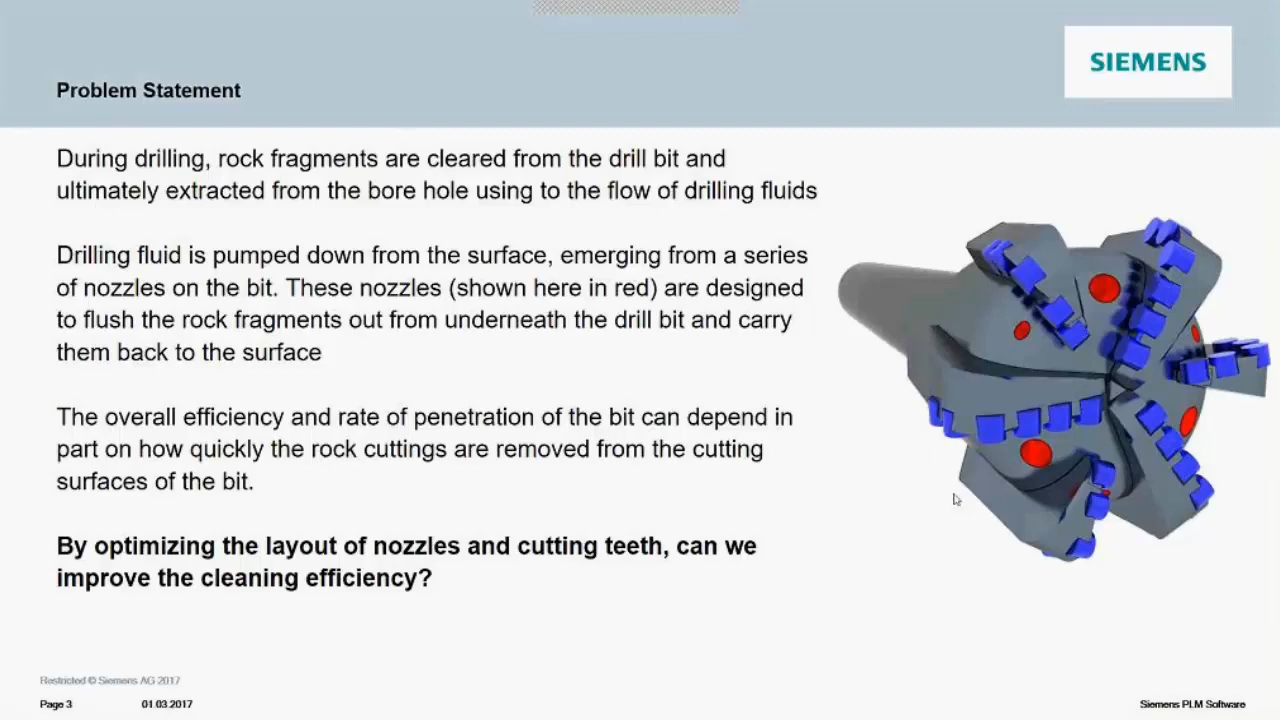 SIEMENS
Problem Statement
During drilling, rock fragments are cleared from the drill bit and
ultimately extracted from the bore hole using to the flow of drilling fluids
Drilling fluid is pumped down from the surface, emerging from a series
of nozzles on the bit. These nozzles (shown here in red) are designed
to flush the rock fragments out from underneath the drill bit and carry
them back to the surface
The overall efficiency and rate of penetration of the bit can depend in
part on how quickly the rock cuttings are removed from the cutting
surfaces of the bit.
By optimizing the layout of nozzles and cutting teeth, can we
improve the cleaning efficiency?
Restricted © Siemens AG 2017
Page 3
01.03.2017
Siemens PLM Software